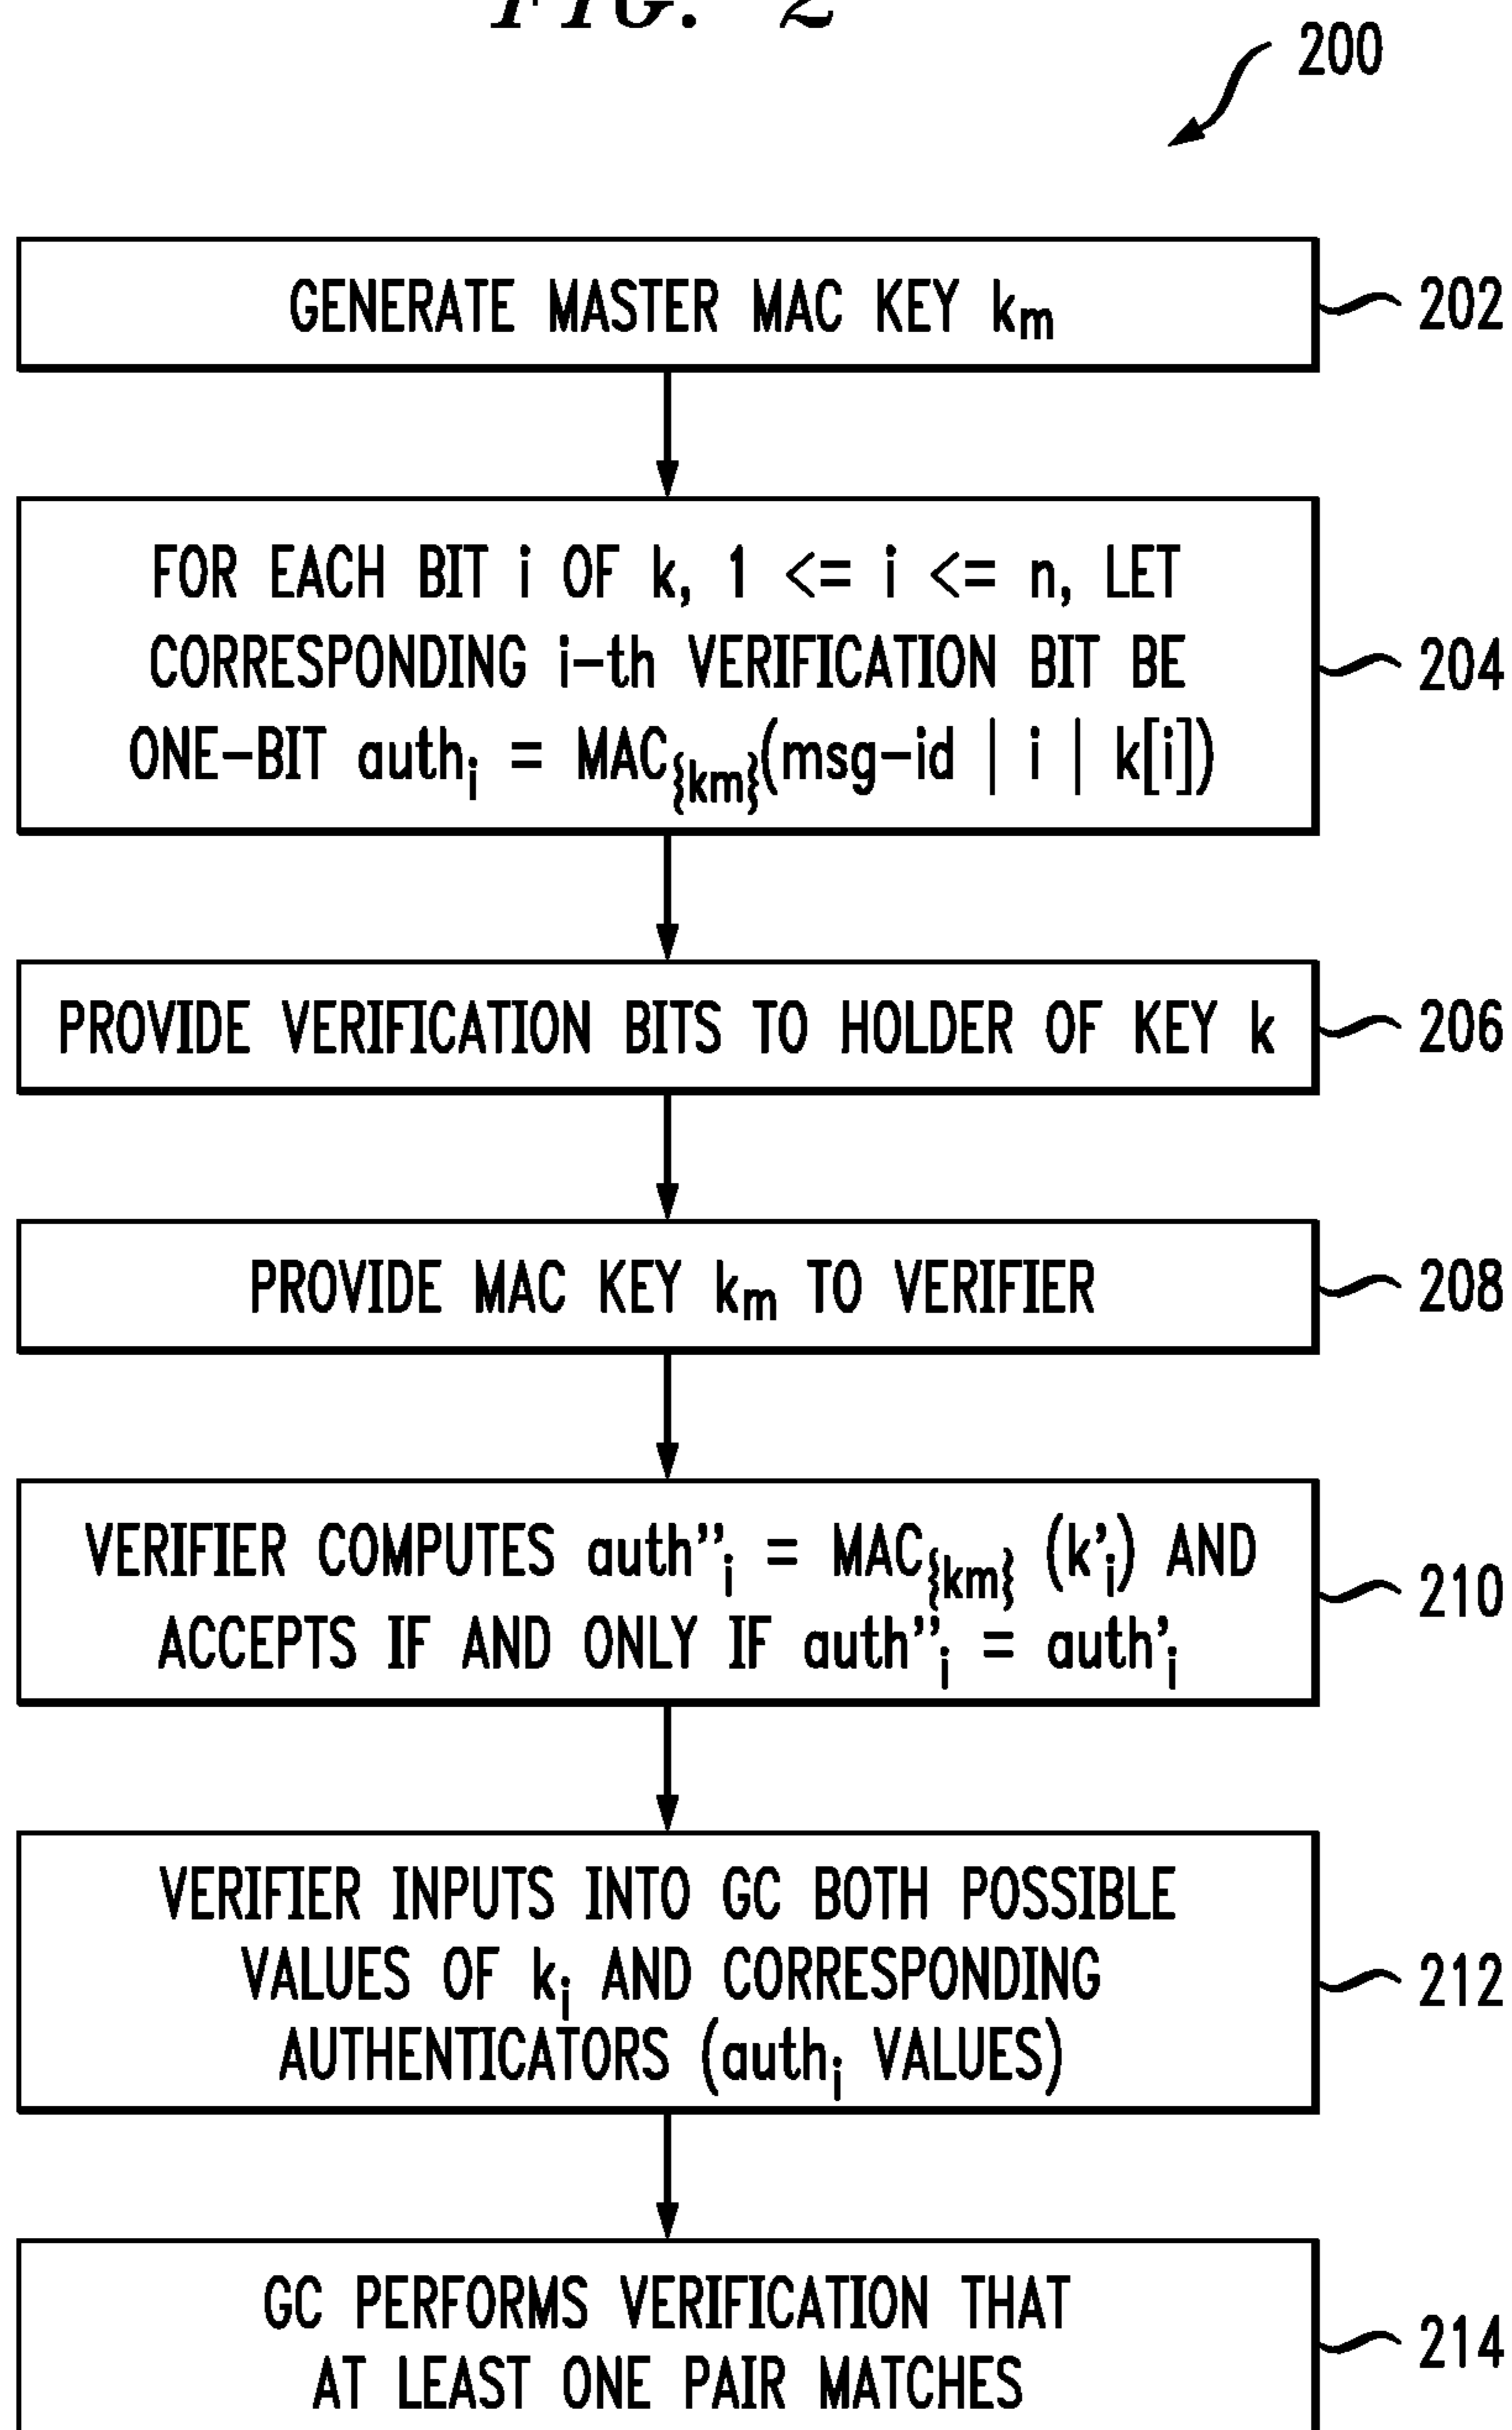 FIG. 2
200
GENERATE MASTER MAC KEY km
202
FOR EACH BIT i OF k, 1 <= i <= n, LET
CORRESPONDING i-th VERIFICATION BIT BE
ONE-BIT authi = MAC{km}(msg-id | i | k[i])
204
PROVIDE VERIFICATION BITS TO HOLDER OF KEY k
206
PROVIDE MAC KEY km TO VERIFIER
208
VERIFIER COMPUTES auth''i = MAC{km} (k'i) AND
ACCEPTS IF AND ONLY IF auth''i = auth'i
210
VERIFIER INPUTS INTO GC BOTH POSSIBLE
VALUES OF ki AND CORRESPONDING
AUTHENTICATORS (authi VALUES)
212
GC PERFORMS VERIFICATION THAT
AT LEAST ONE PAIR MATCHES
214